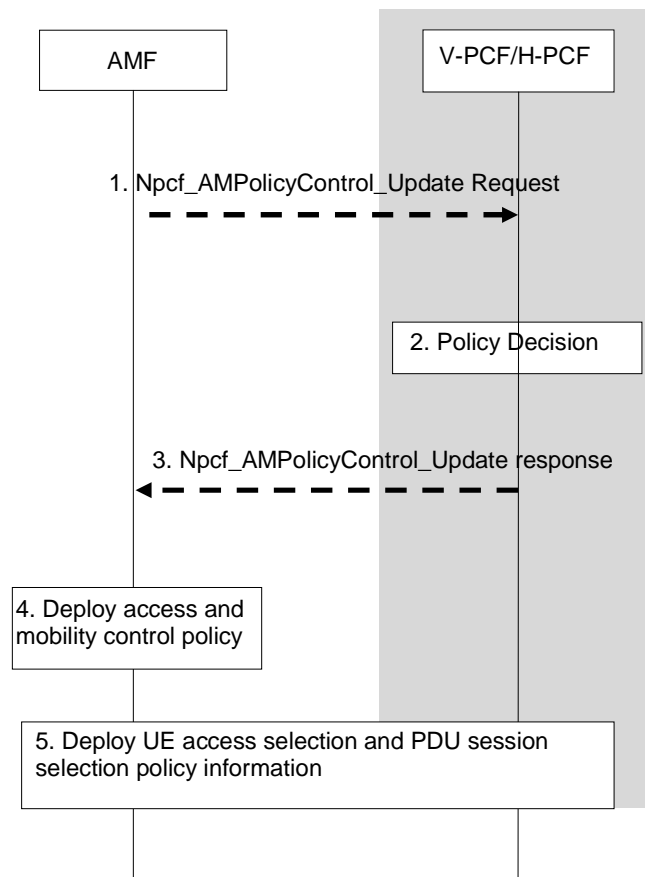 AMF
V-PCF/H-PCF
1. Npcf_AMPolicyControl_Update Request
2. Policy Decision
3. Npcf_AMPolicyControl_Update response
4. Deploy access and
mobility control policy
5. Deploy UE access selection and PDU session
selection policy information